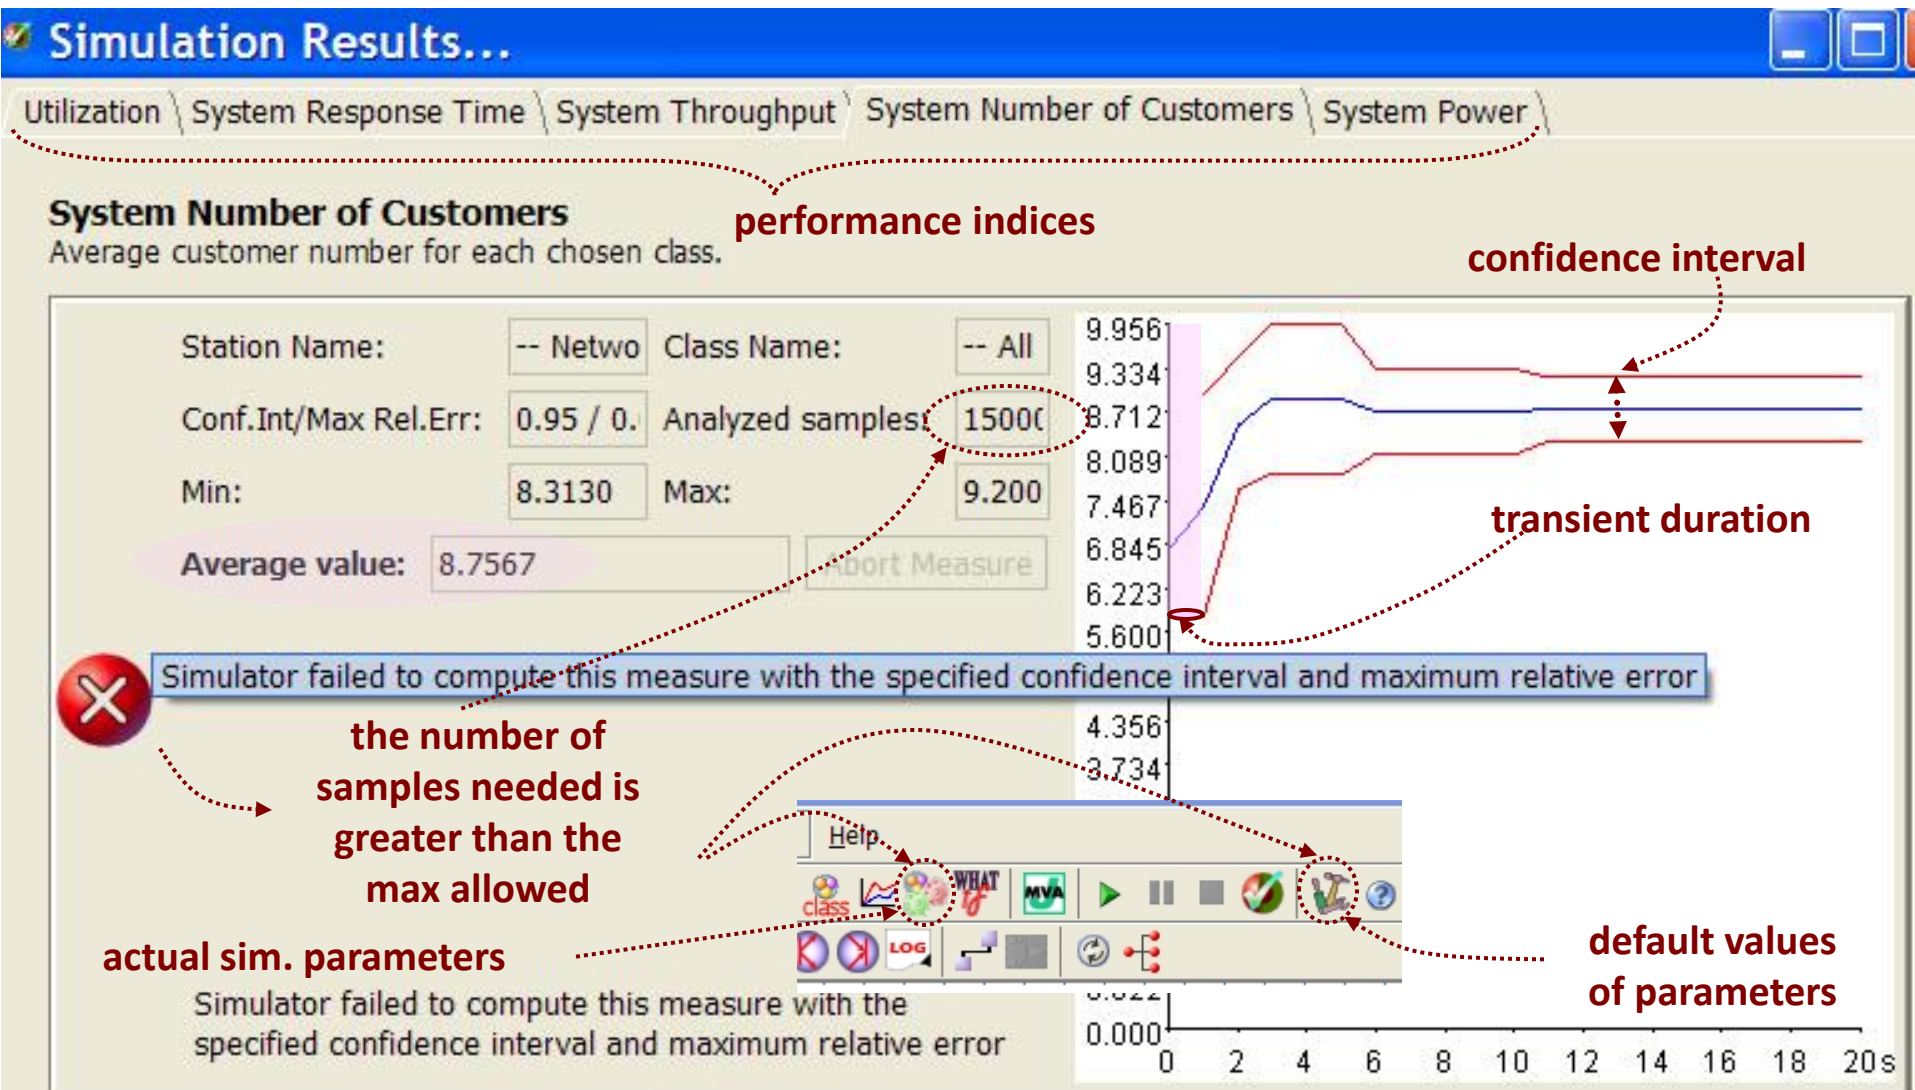 Simulation Results...
Utilization System Response Time System Throughput System Number of Customers System Power
System Number of Customers
Average customer number for each chosen class.
performance indices
confidence interval
Station Name: -- Netwo Class Name: -- All
Conf.Int/Max Rel.Err: 0.95 / 0. Analyzed samples: 1500
Min: 8.3130 Max: 9.200
Average value: 8.7567 Abort Measure
9.956
9.334
8.712
8.089
7.467
6.845
6.223
5.600
transient duration
Simulator failed to compute this measure with the specified confidence interval and maximum relative error
4.356
3.734
the number of
samples needed is
greater than the
max allowed
Help
class WHAT if MVA
LOG
actual sim. parameters
default values
of parameters
Simulator failed to compute this measure with the
specified confidence interval and maximum relative error
0.000
0 2 4 6 8 10 12 14 16 18 20s